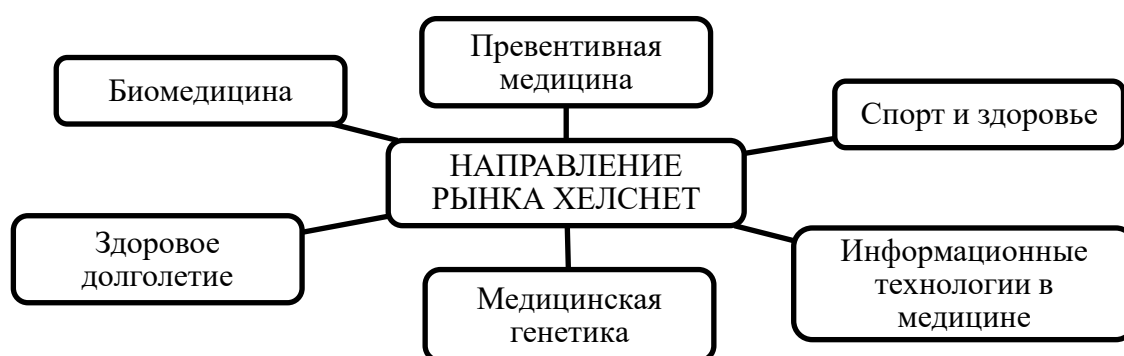 Превентивная
медицина
Биомедицина
Спорт и здоровье
НАПРАВЛЕНИЕ
РЫНКА ХЕЛСНЕТ
Здоровое
долголетие
Медицинская
генетика
Информационные
технологии в
медицине